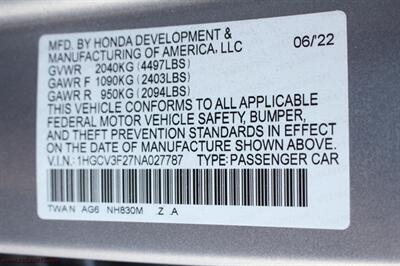 MFD. BY HONDA DEVELOPMENT &
MANUFACTURING OF AMERICA, LLC 06/22
GVWR 2040KG (4497LBS)
GAWR F 1090KG (2403LBS)
GAWR R 950KG (2094LBS)
THIS VEHICLE CONFORMS TO ALL APPLICABLE
FEDERAL MOTOR VEHICLE SAFETY, BUMPER,
AND THEFT PREVENTION STANDARDS IN EFFECT
ON THE DATE OF MANUFACTURE SHOWN ABOVE.
V.I.N.: 1HGCV3F27NA027787 TYPE:PASSENGER CAR
TWAN AG6 NH830M .Z .A